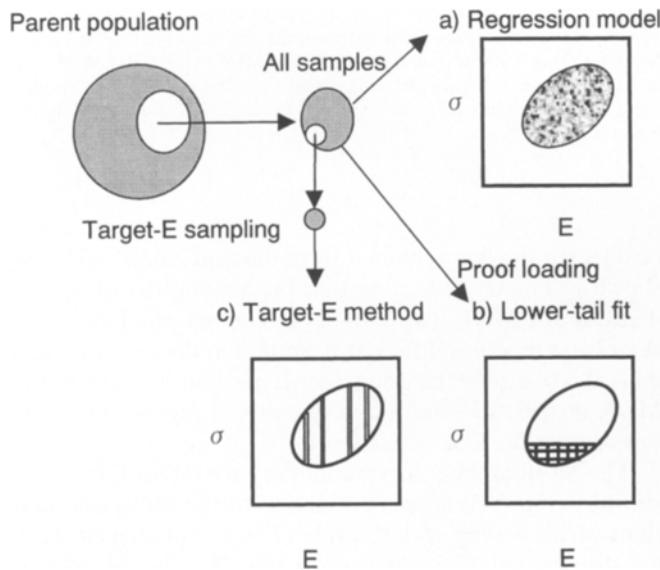 Parent population
a) Regression model
All samples
σ
E
Target-E sampling
Proof loading
c) Target-E method
b) Lower-tail fit
σ
σ
E
E